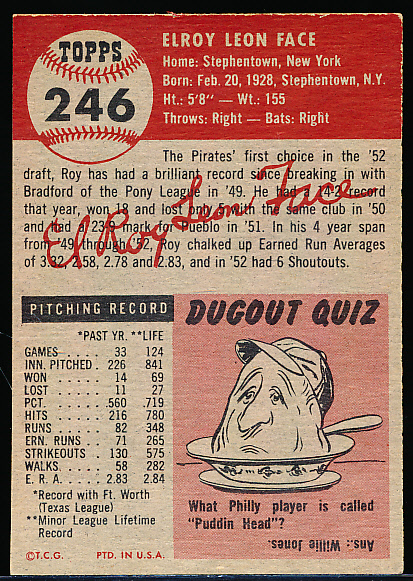 TOPPS
246
ELROY LEON FACE
Home: Stephentown, New York
Born: Feb. 20, 1928, Stephentown, N.Y.
Ht.: 5'8" — Wt.: 155
Throws: Right — Bats: Right
The Pirates' first choice in the '52
draft, Roy has had a brilliant record since breaking in with
Bradford of the Pony League in '49. He had a 14-2 record
that year, won 18 and lost only 5 with the same club in '50
and had a 23-9 mark for Pueblo in '51. In his 4 year span
from '49 through '52, Roy chalked up Earned Run Averages
of 3.32, 2.58, 2.78 and 2.83, and in '52 had 6 Shoutouts.
El Roy Leon Face
PITCHING RECORD
*PAST YR. **LIFE
GAMES . . . . . 33 124
INN. PITCHED . 226 841
WON . . . . . . 14 69
LOST . . . . . . 11 27
PCT. . . . . . .560 .719
HITS . . . . . 216 780
RUNS . . . . . 82 348
ERN. RUNS . . . 71 265
STRIKEOUTS . . 130 575
WALKS . . . . . 58 282
E. R. A. . . . . 2.83 2.84
*Record with Ft. Worth
(Texas League)
**Minor League Lifetime
Record
©T.C.G. PTD. IN U.S.A.
DUGOUT QUIZ
What Philly player is called
"Puddin Head"?
Ans.: Willie Jones.